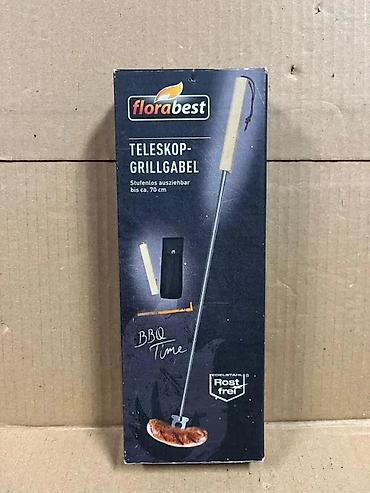 florabest
TELESKOP-
GRILLGABEL
Stufenlos ausziehbar
bis ca. 70 cm
BBQ
Time
EDELSTAHL
Rost
frei